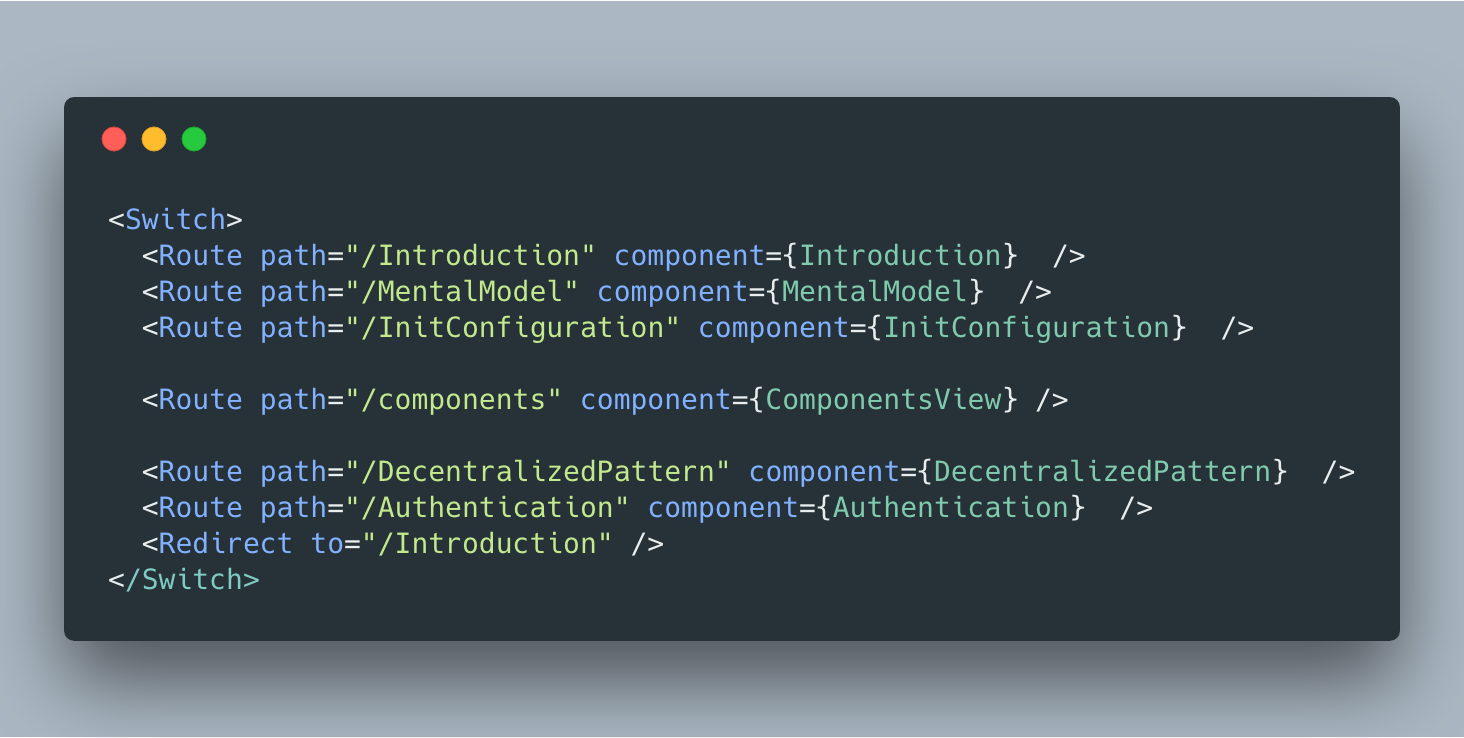 <Switch>
  <Route path="/Introduction" component={Introduction}  />
  <Route path="/MentalModel" component={MentalModel}  />
  <Route path="/InitConfiguration" component={InitConfiguration}  />

  <Route path="/components" component={ComponentsView} />

  <Route path="/DecentralizedPattern" component={DecentralizedPattern}  />
  <Route path="/Authentication" component={Authentication}  />
  <Redirect to="/Introduction" />
</Switch>